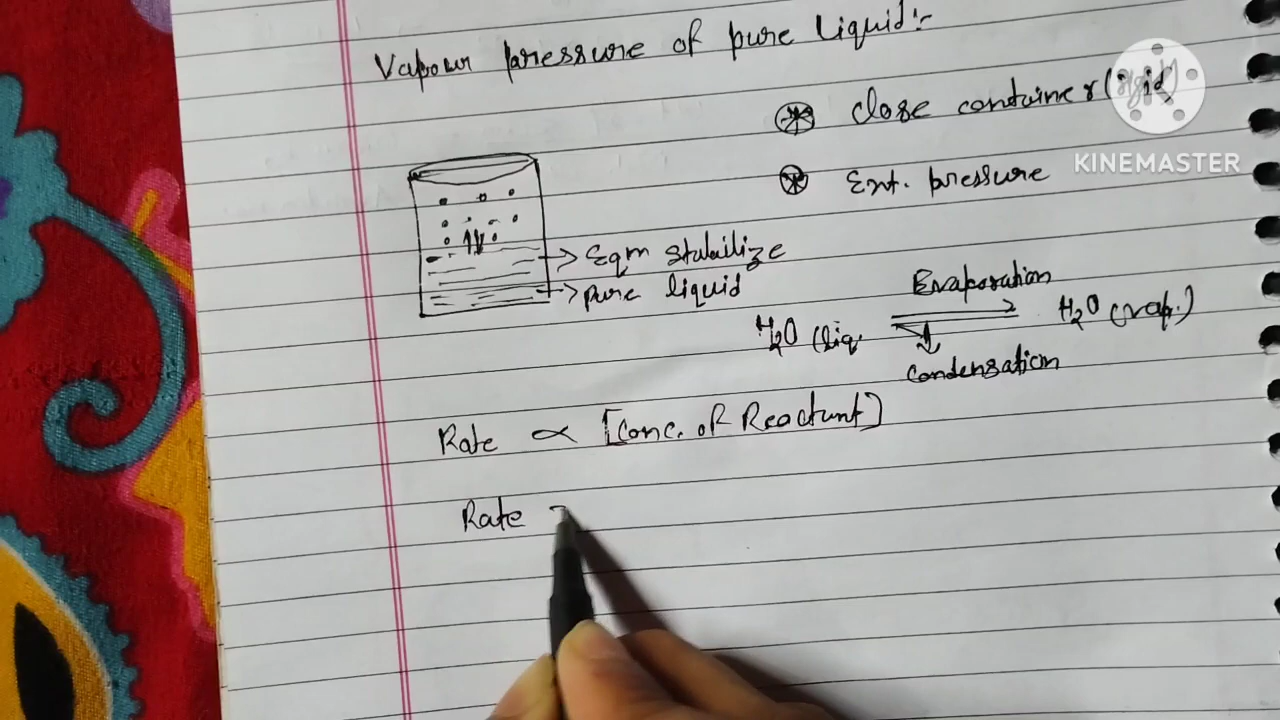 Vapour pressure of pure liquid:-
Close container
Ext. pressure
Eqm stabilize
pure liquid
Evaporation
H2O (liq. H2O (vap.)
Condensation
Rate ∝ [Conc. of Reactant]
Rate
KINEMASTER